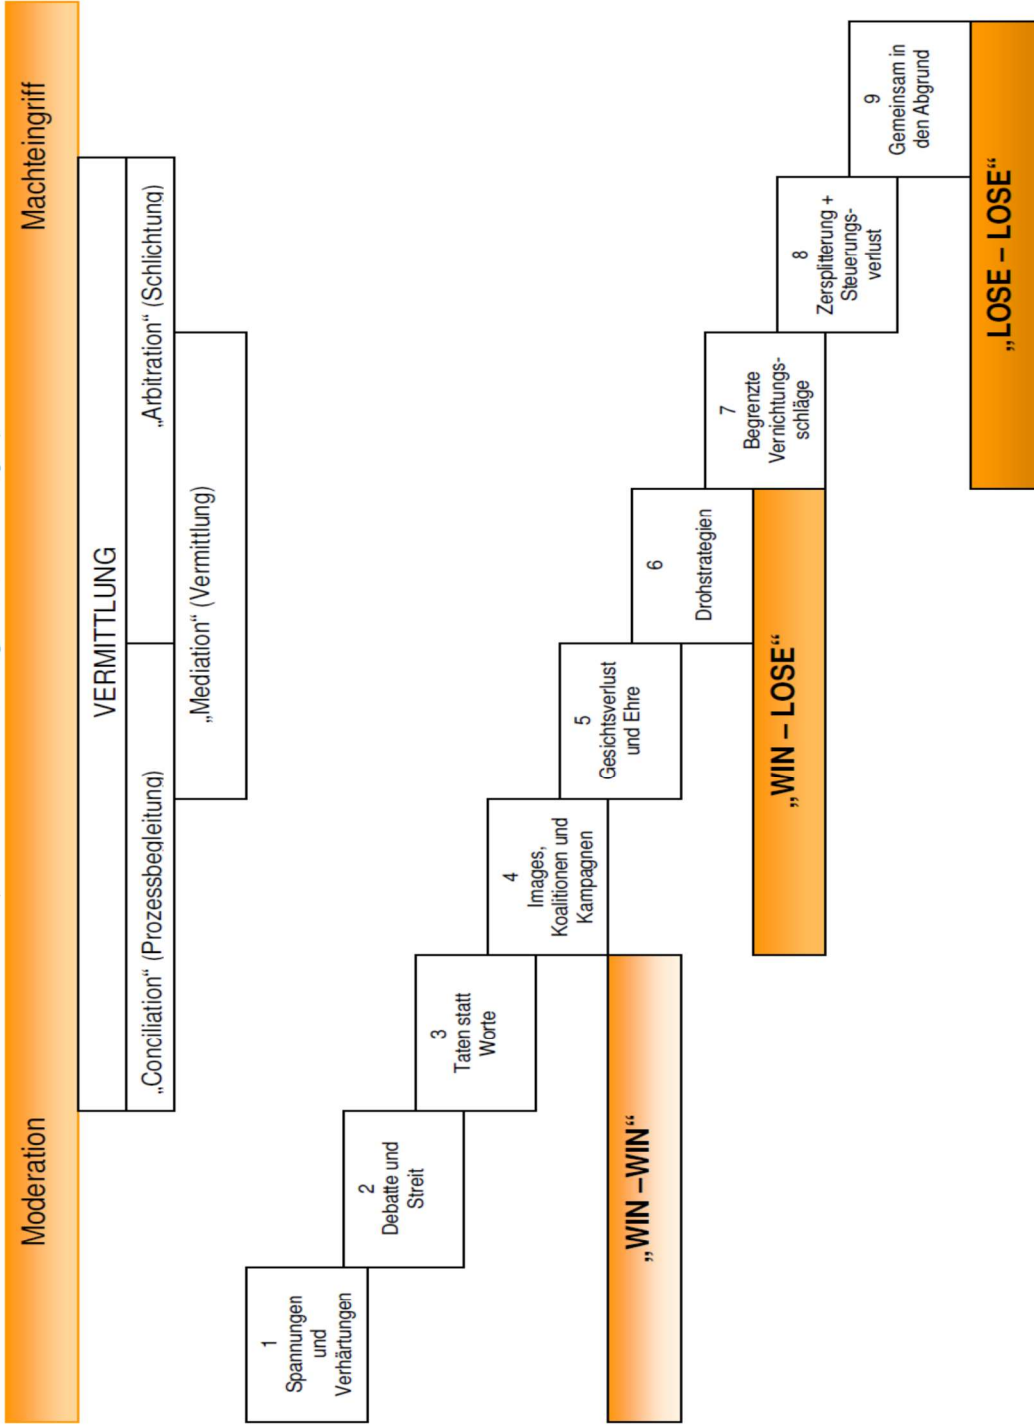 Moderation
Machteingriff
VERMITTLUNG
„Conciliation“ (Prozessbegleitung)
„Arbitration“ (Schlichtung)
„Mediation“ (Vermittlung)
1
Spannungen
und
Verhärtungen
2
Debatte und
Streit
3
Taten statt
Worte
4
Images,
Koalitionen und
Kampagnen
5
Gesichtsverlust
und Ehre
6
Drohstrategien
7
Begrenzte
Vernichtungs-
schläge
8
Zersplitterung +
Steuerungs-
verlust
9
Gemeinsam in
den Abgrund
„WIN –WIN“
„WIN – LOSE“
„LOSE – LOSE“